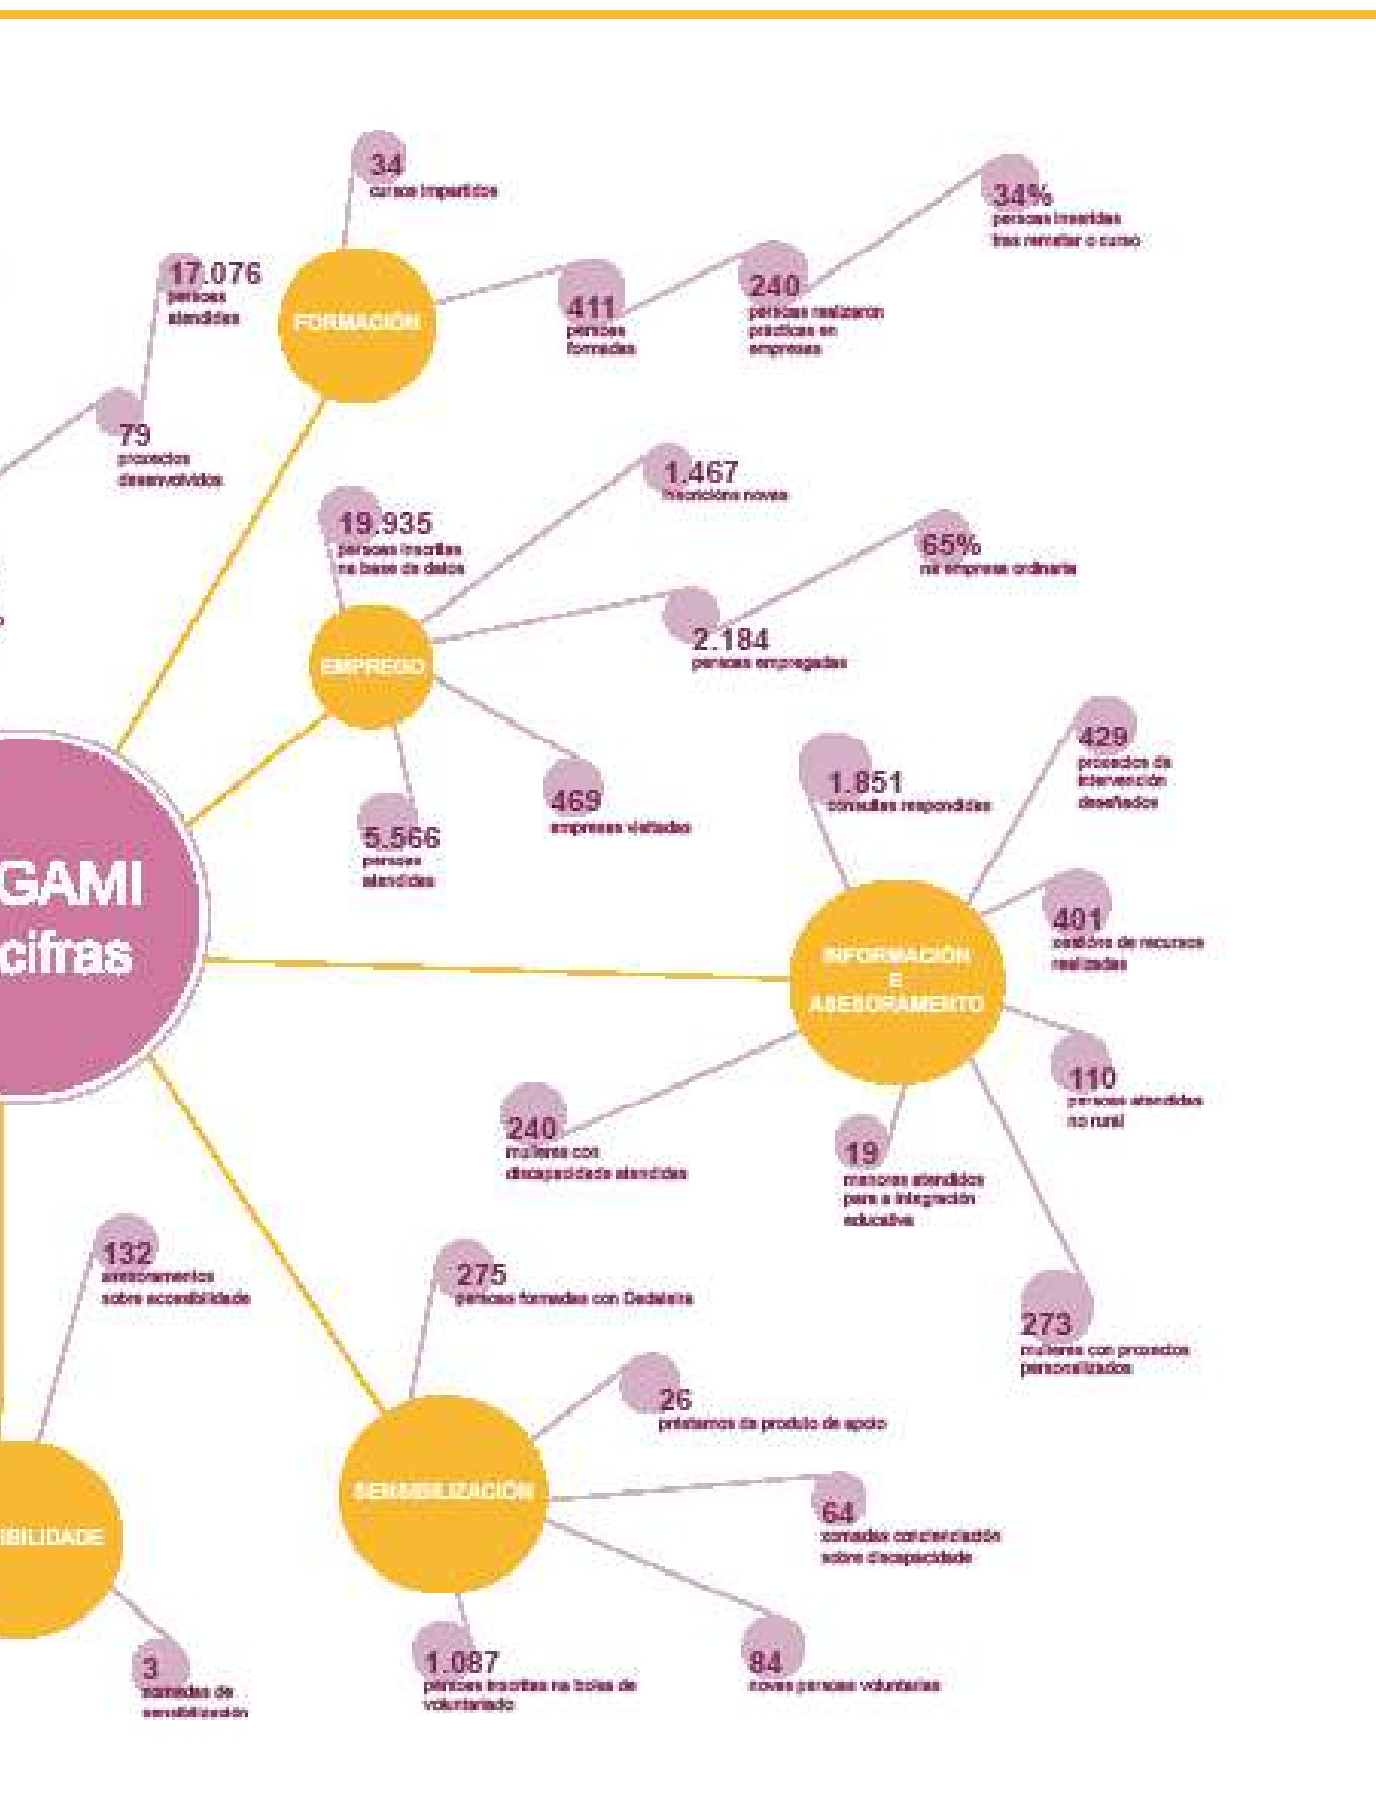 34
cursos impartidos
34%
persoas inseridas
tras rematar o curso
17.076
persoas
atendidas
FORMACIÓN
411
persoas
formadas
240
persoas realizaron
prácticas en
empresas
79
proxectos
desenvolvidos
1.467
inscricións novas
19.935
persoas inscritas
na base de datos
65%
na empresa ordinaria
EMPREGO
2.184
persoas empregadas
469
empresas visitadas
5.566
persoas
atendidas
1.851
consultas respondidas
429
proxectos de
intervención
deseñados
GAMI
cifras
INFORMACIÓN
E
ASESORAMENTO
401
xestións de recursos
realizadas
110
persoas atendidas
no rural
240
mulleres con
discapacidade atendidas
19
menores atendidos
para a integración
educativa
273
mulleres con proxectos
personalizados
132
asesoramentos
sobre accesibilidade
275
persoas formadas con Dedaleira
26
préstamos de produto de apoio
SENSIBILIZACIÓN
64
xornadas concienciación
sobre discapacidade
IBILIDADE
3
xornadas de
sensibilización
1.087
persoas inscritas na bolsa de
voluntariado
84
novas persoas voluntarias